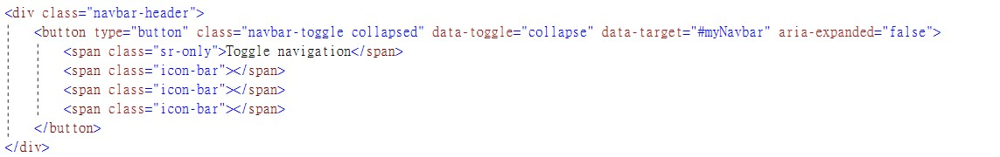 <div class="navbar-header">
    <button type="button" class="navbar-toggle collapsed" data-toggle="collapse" data-target="#myNavbar" aria-expanded="false">
        <span class="sr-only">Toggle navigation</span>
        <span class="icon-bar"></span>
        <span class="icon-bar"></span>
        <span class="icon-bar"></span>
    </button>
</div>